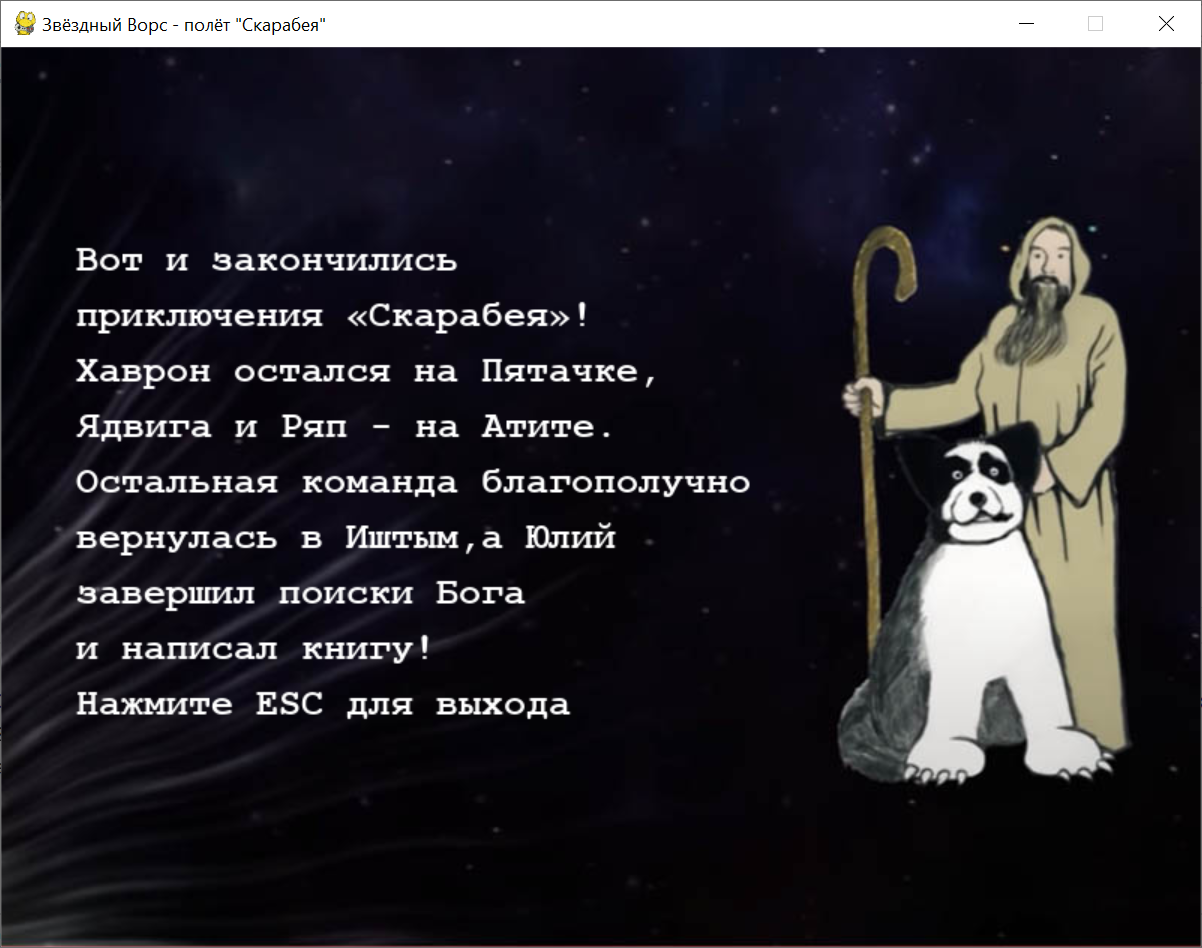 Звёздный Ворс - полёт "Скарабея"
Вот и закончились
приключения «Скарабея»!
Хаврон остался на Пятачке,
Ядвига и Ряп - на Атите.
Остальная команда благополучно
вернулась в Иштым,а Юлий
завершил поиски Бога
и написал книгу!
Нажмите ESC для выхода